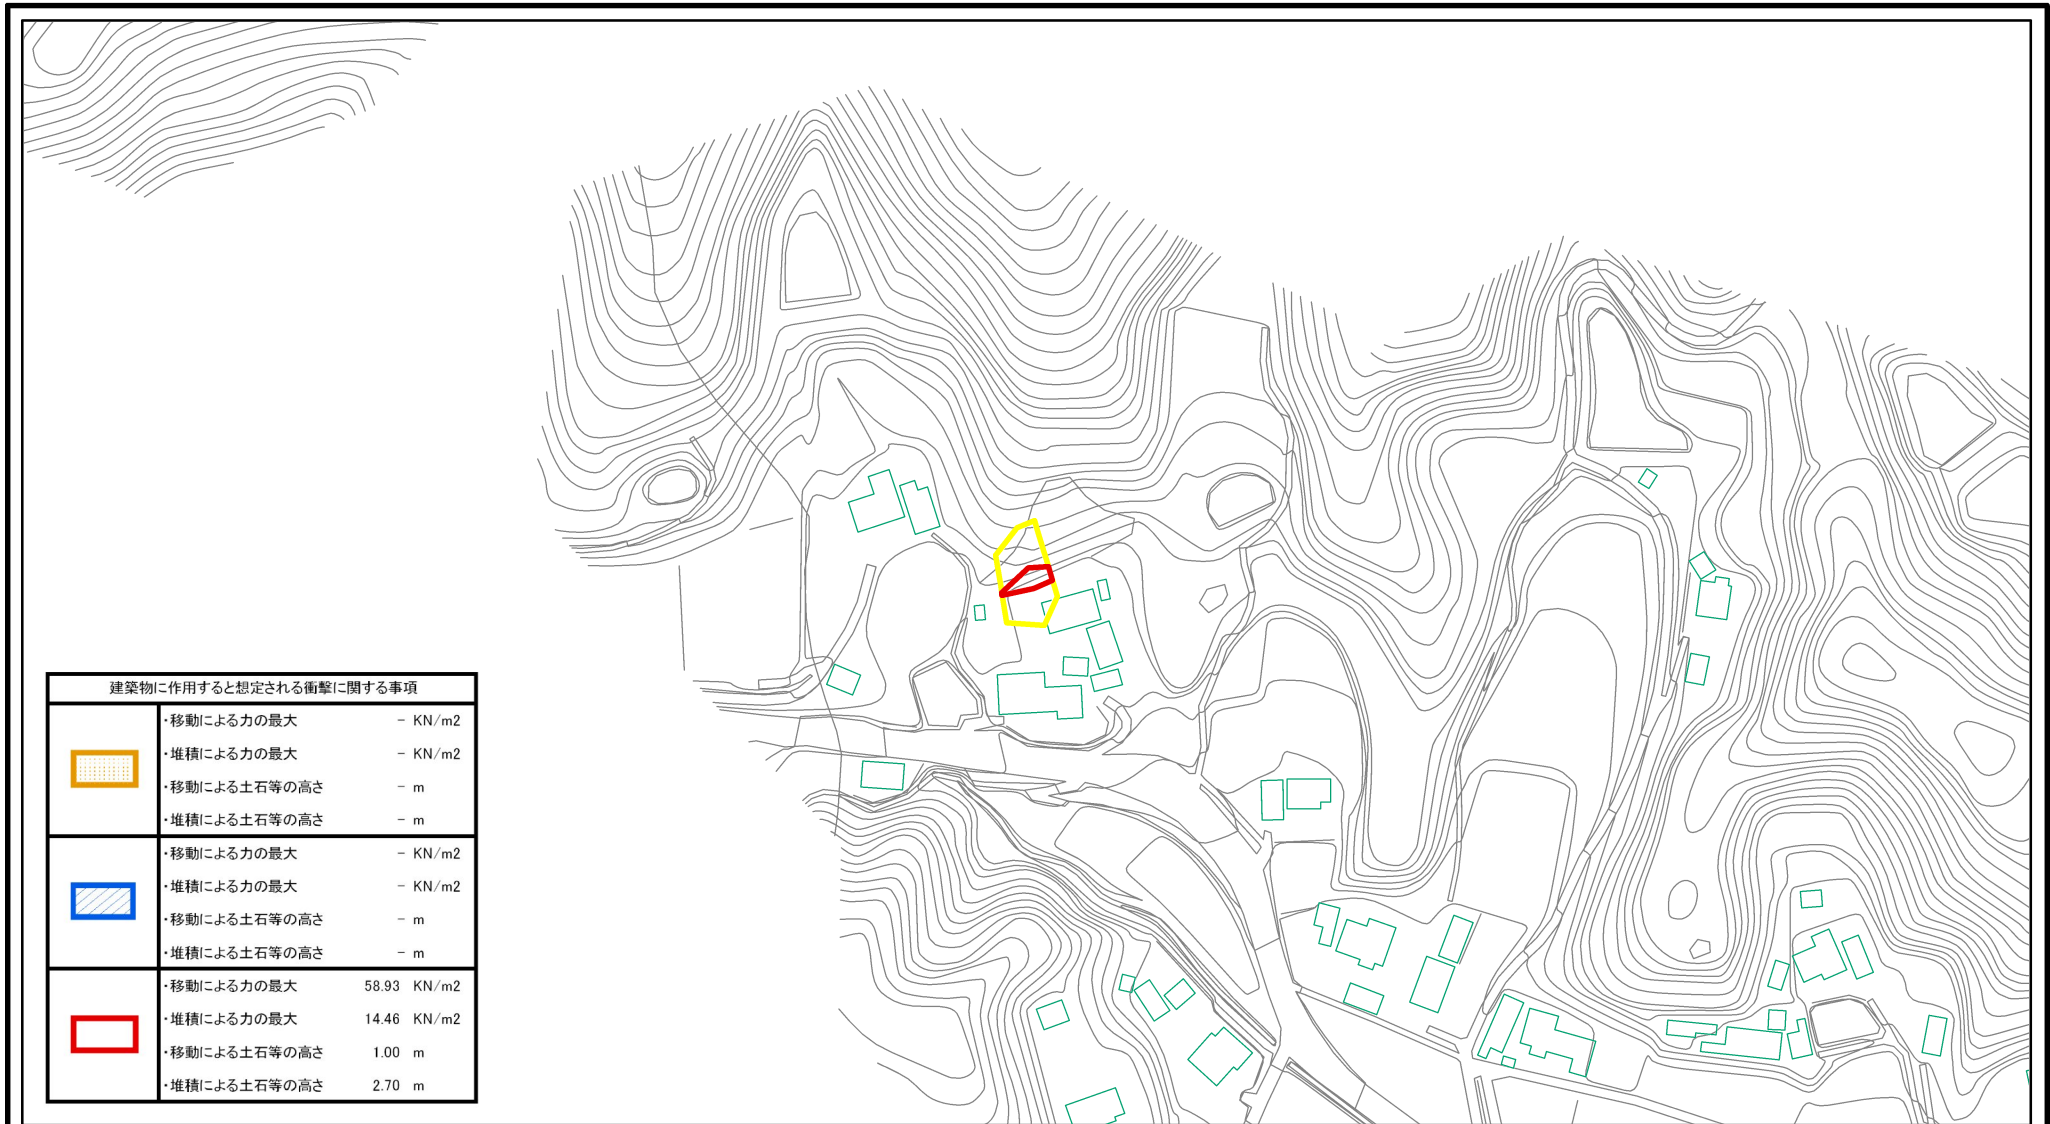 建築物に作用すると想定される衝撃に関する事項
・移動による力の最大 － KN/m2
・堆積による力の最大 － KN/m2
・移動による土石等の高さ － m
・堆積による土石等の高さ － m
・移動による力の最大 － KN/m2
・堆積による力の最大 － KN/m2
・移動による土石等の高さ － m
・堆積による土石等の高さ － m
・移動による力の最大 58.93 KN/m2
・堆積による力の最大 14.46 KN/m2
・移動による土石等の高さ 1.00 m
・堆積による土石等の高さ 2.70 m